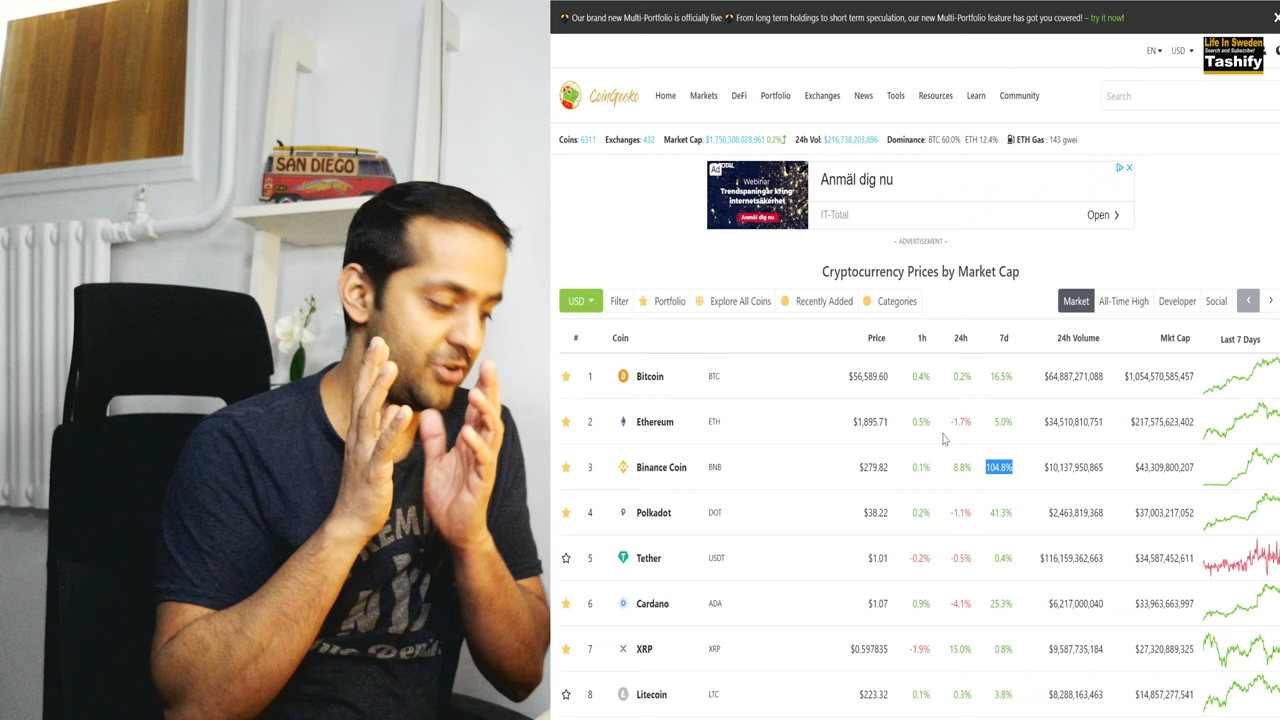 Our brand new Multi-Portfolio is officially live From long term holdings to short term speculation, our new Multi-Portfolio feature has got you covered! – try it now!
EN USD
Life In Sweden
Search and Subscribe!
Tashify
CoinGecko Home Markets DeFi Portfolio Exchanges News Tools Resources Learn Community Search
Coins: 6311 Exchanges: 432 Market Cap: $1,750,308,028,961 0.2% 24h Vol: $216,738,203,896 Dominance: BTC 60.0% ETH 12.4% ETH Gas : 143 gwei
Ad
Webinar
Trendspaningar kring
internetsäkerhet
Anmäl dig nu
Anmäl dig nu
IT-Total Open
– ADVERTISEMENT –
SAN DIEGO
Cryptocurrency Prices by Market Cap
USD Filter Portfolio Explore All Coins Recently Added Categories Market All-Time High Developer Social
# Coin Price 1h 24h 7d 24h Volume Mkt Cap Last 7 Days
1 Bitcoin BTC $56,589.60 0.4% 0.2% 16.5% $64,887,271,088 $1,054,570,585,457
2 Ethereum ETH $1,895.71 0.5% -1.7% 5.0% $34,510,810,751 $217,575,623,402
3 Binance Coin BNB $279.82 0.1% 8.8% 104.8% $10,137,950,865 $43,309,800,207
4 Polkadot DOT $38.22 0.2% -1.1% 41.3% $2,463,819,368 $37,003,217,052
5 Tether USDT $1.01 -0.2% -0.5% 0.4% $116,159,362,663 $34,587,452,611
6 Cardano ADA $1.07 0.9% -4.1% 25.3% $6,217,000,040 $33,963,663,997
7 XRP XRP $0.597835 -1.9% 15.0% 0.8% $9,587,735,184 $27,320,889,325
8 Litecoin LTC $223.32 0.1% 0.3% 3.8% $8,288,163,463 $14,857,277,541